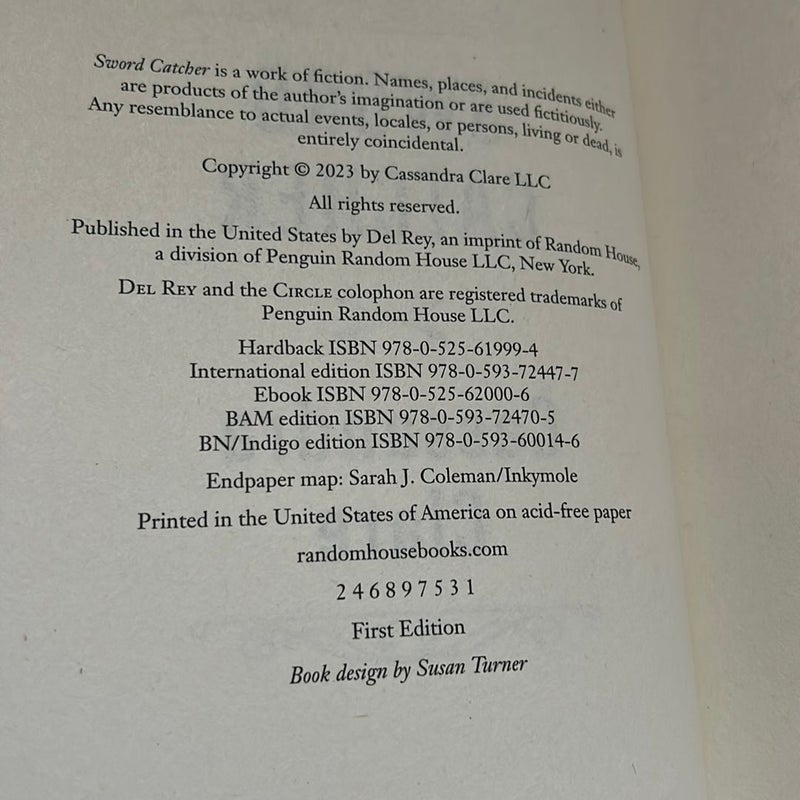 Sword Catcher is a work of fiction. Names, places, and incidents either
are products of the author's imagination or are used fictitiously.
Any resemblance to actual events, locales, or persons, living or dead, is
entirely coincidental.
Copyright © 2023 by Cassandra Clare LLC
All rights reserved.
Published in the United States by Del Rey, an imprint of Random House,
a division of Penguin Random House LLC, New York.
DEL REY and the CIRCLE colophon are registered trademarks of
Penguin Random House LLC.
Hardback ISBN 978-0-525-61999-4
International edition ISBN 978-0-593-72447-7
Ebook ISBN 978-0-525-62000-6
BAM edition ISBN 978-0-593-72470-5
BN/Indigo edition ISBN 978-0-593-60014-6
Endpaper map: Sarah J. Coleman/Inkymole
Printed in the United States of America on acid-free paper
randomhousebooks.com
2 4 6 8 9 7 5 3 1
First Edition
Book design by Susan Turner